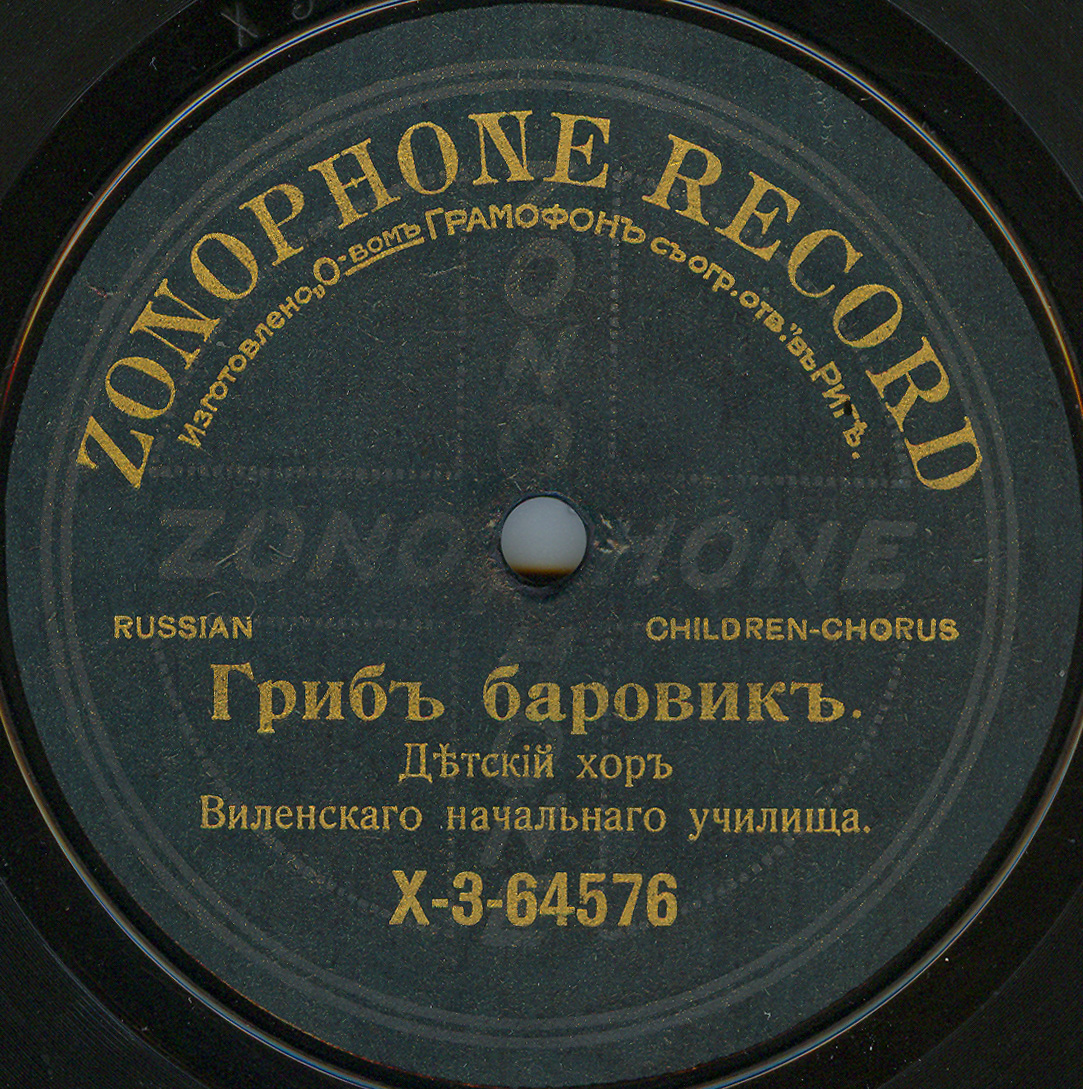 ZONOPHONE RECORD
Изготовлено „О-вомъ Грамофонъ съ огр. отв." въ Ригѣ.
ZONOPHONE
RUSSIAN CHILDREN-CHORUS
Грибъ баровикъ.
Дѣтскій хоръ
Виленскаго начальнаго училища.
X-3-64576